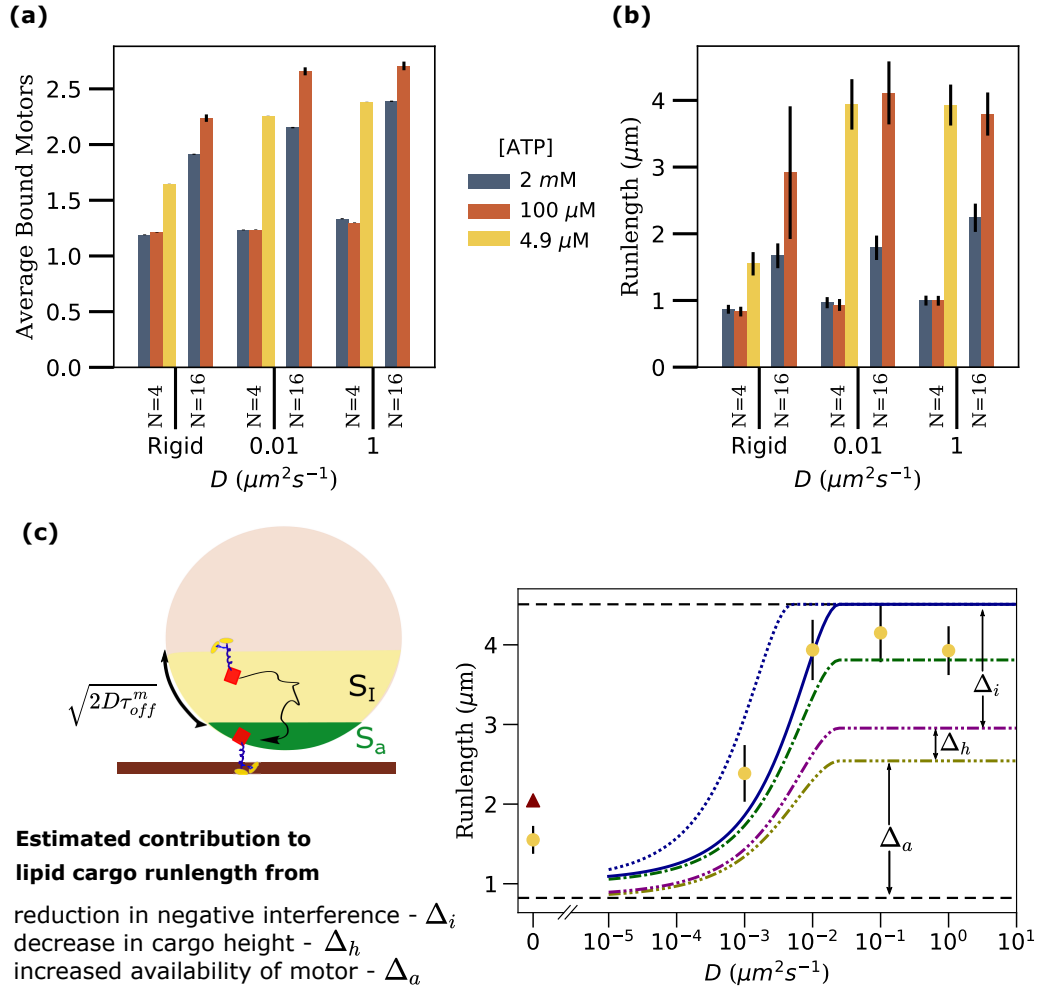 (a)
Average Bound Motors
2.5
2.0
1.5
1.0
0.5
0.0
N=4
N=16
N=4
N=16
N=4
N=16
Rigid
0.01
1
D (μm²s⁻¹)
[ATP]
2 mM
100 μM
4.9 μM
(b)
Runlength (μm)
4
3
2
1
0
N=4
N=16
N=4
N=16
N=4
N=16
Rigid
0.01
1
D (μm²s⁻¹)
(c)
√2Dτ^m_off
S_I
S_a
Estimated contribution to
lipid cargo runlength from
reduction in negative interference - Δ_i
decrease in cargo height - Δ_h
increased availability of motor - Δ_a
Runlength (μm)
4
3
2
1
Δ_i
Δ_h
Δ_a
0
10⁻⁵
10⁻⁴
10⁻³
10⁻²
10⁻¹
10⁰
10¹
D (μm²s⁻¹)